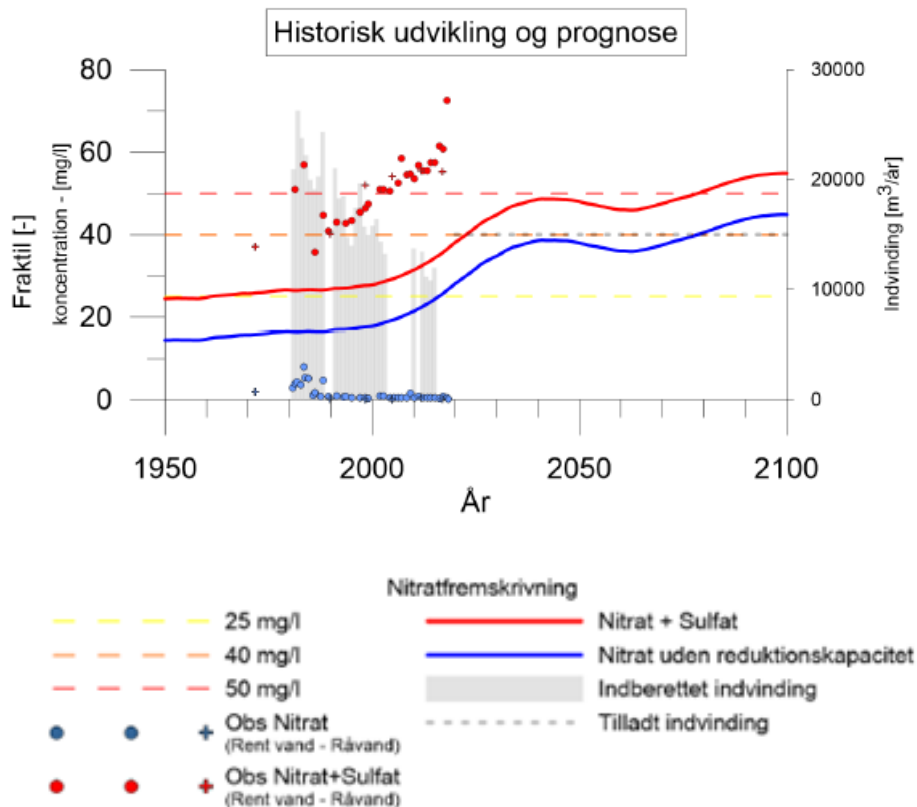 Historisk udvikling og prognose
80
60
40
20
0
Fraktil [-]
koncentration - [mg/l]
30000
20000
10000
0
Indvinding [m³/år]
1950
2000
2050
2100
År
Nitratfremskrivning
25 mg/l
40 mg/l
50 mg/l
Obs Nitrat
(Rent vand - Råvand)
Obs Nitrat+Sulfat
(Rent vand - Råvand)
Nitrat + Sulfat
Nitrat uden reduktionskapacitet
Indberettet indvinding
Tilladt indvinding